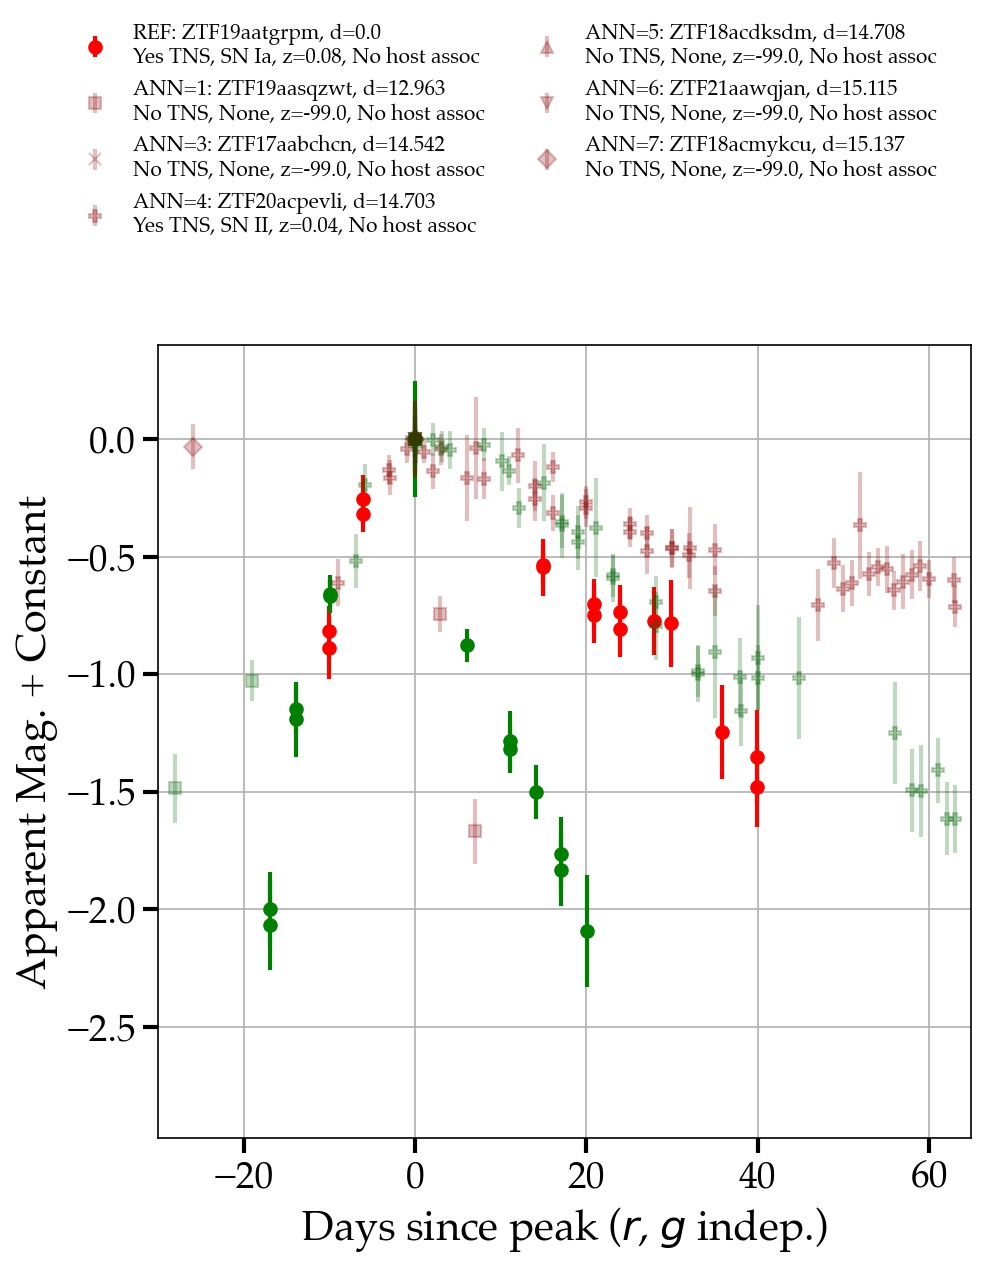 REF: ZTF19aatgrpm, d=0.0
Yes TNS, SN Ia, z=0.08, No host assoc
ANN=1: ZTF19aasqzwt, d=12.963
No TNS, None, z=-99.0, No host assoc
ANN=3: ZTF17aabchcn, d=14.542
No TNS, None, z=-99.0, No host assoc
ANN=4: ZTF20acpevli, d=14.703
Yes TNS, SN II, z=0.04, No host assoc
ANN=5: ZTF18acdksdm, d=14.708
No TNS, None, z=-99.0, No host assoc
ANN=6: ZTF21aawqjan, d=15.115
No TNS, None, z=-99.0, No host assoc
ANN=7: ZTF18acmykcu, d=15.137
No TNS, None, z=-99.0, No host assoc
Apparent Mag. + Constant
0.0
−0.5
−1.0
−1.5
−2.0
−2.5
−20 0 20 40 60
Days since peak (r, g indep.)